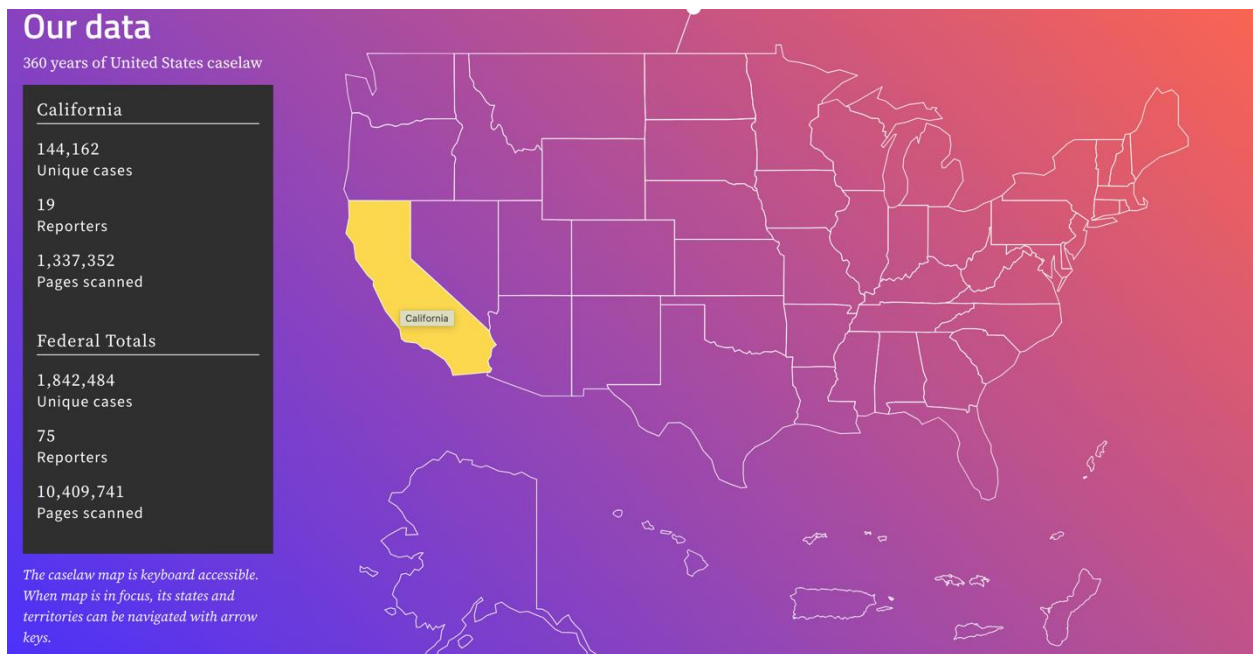 Our data
360 years of United States caselaw
California
144,162
Unique cases
19
Reporters
1,337,352
Pages scanned
Federal Totals
1,842,484
Unique cases
75
Reporters
10,409,741
Pages scanned
The caselaw map is keyboard accessible.
When map is in focus, its states and
territories can be navigated with arrow
keys.
California